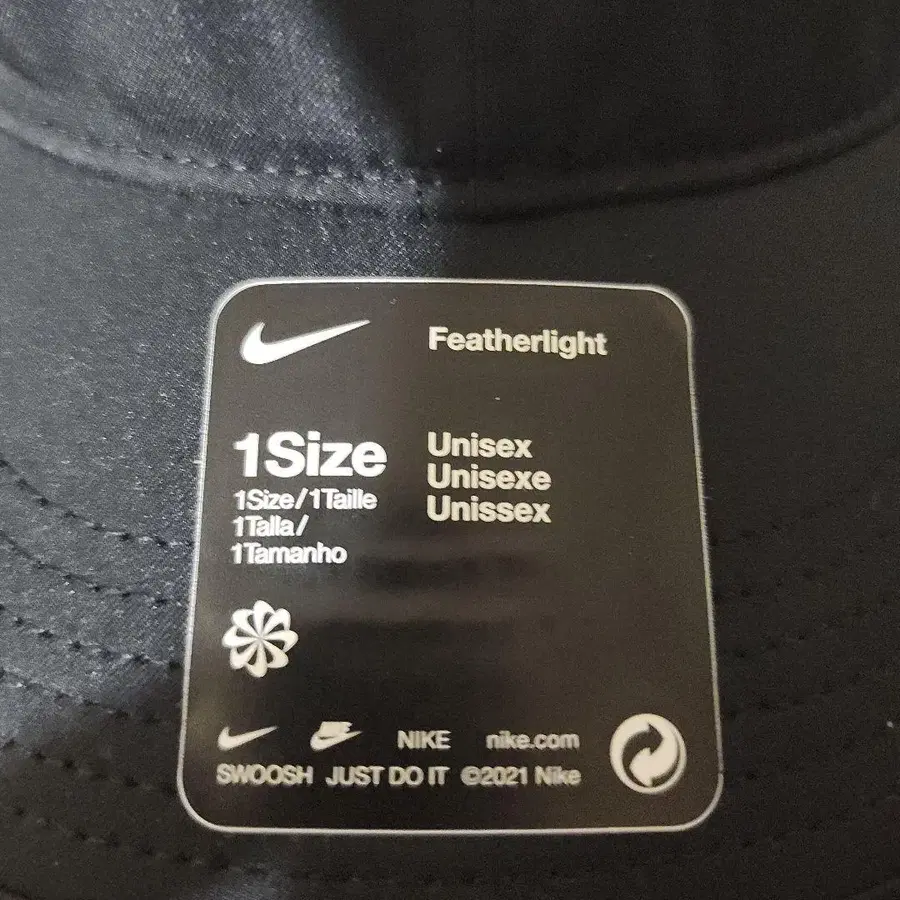 Featherlight
1Size
1Size/1Taille
1Talla/
1Tamanho
Unisex
Unisexe
Unissex
NIKE nike.com
SWOOSH JUST DO IT ©2021 Nike